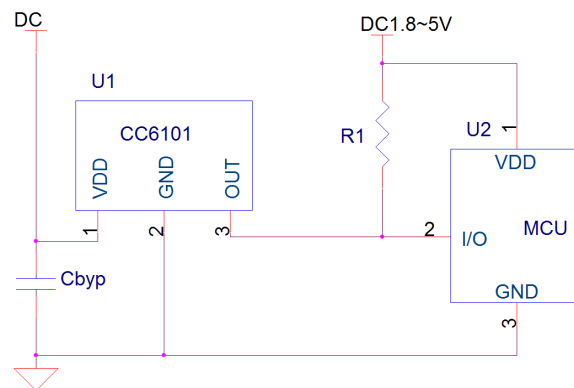 DC
DC1.8~5V
U1
CC6101
VDD
GND
OUT
1
2
3
R1
U2
1
VDD
2
I/O
MCU
GND
3
Cbyp